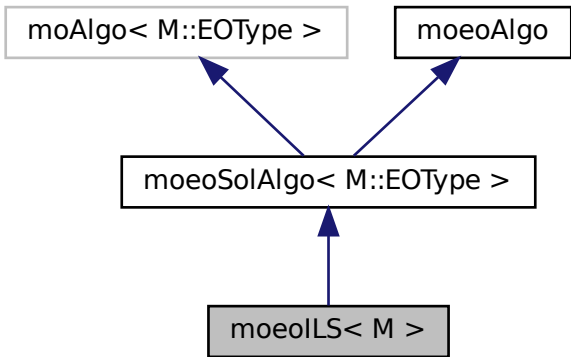 moAlgo< M::EOType >
moeoAlgo
moeoSolAlgo< M::EOType >
moeoILS< M >